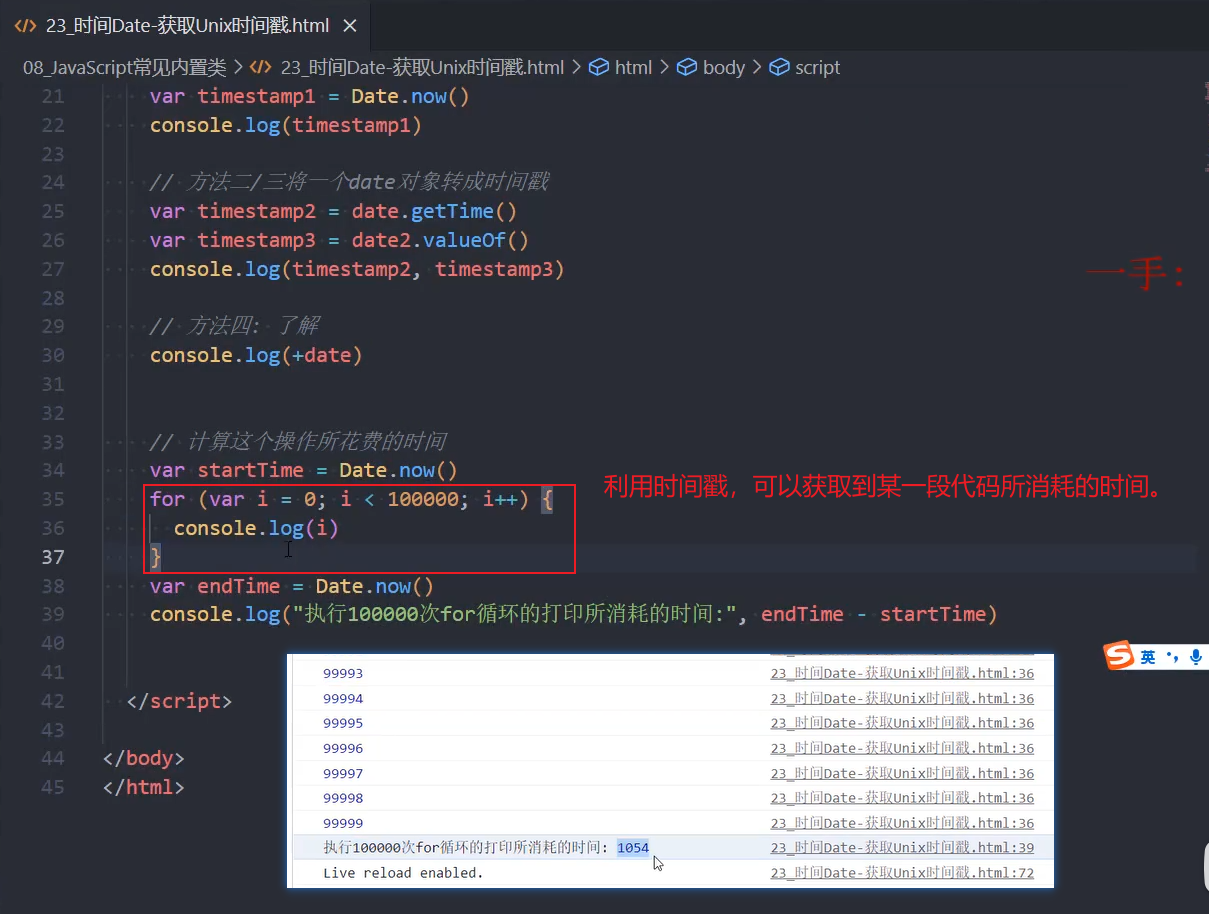 23_时间Date-获取Unix时间戳.html
08_JavaScript常见内置类 > 23_时间Date-获取Unix时间戳.html > html > body > script
21 var timestamp1 = Date.now()
22 console.log(timestamp1)
23
24 // 方法二/三将一个date对象转成时间戳
25 var timestamp2 = date.getTime()
26 var timestamp3 = date2.valueOf()
27 console.log(timestamp2, timestamp3)
一手:
28
29 // 方法四: 了解
30 console.log(+date)
31
32
33 // 计算这个操作所花费的时间
34 var startTime = Date.now()
利用时间戳，可以获取到某一段代码所消耗的时间。
35 for (var i = 0; i < 100000; i++) {
36 console.log(i)
37 }
38 var endTime = Date.now()
39 console.log("执行100000次for循环的打印所消耗的时间:", endTime - startTime)
40
41
42 </script>
43
44 </body>
45 </html>
英
99993 23_时间Date-获取Unix时间戳.html:36
99994 23_时间Date-获取Unix时间戳.html:36
99995 23_时间Date-获取Unix时间戳.html:36
99996 23_时间Date-获取Unix时间戳.html:36
99997 23_时间Date-获取Unix时间戳.html:36
99998 23_时间Date-获取Unix时间戳.html:36
99999 23_时间Date-获取Unix时间戳.html:36
执行100000次for循环的打印所消耗的时间: 1054 23_时间Date-获取Unix时间戳.html:39
Live reload enabled. 23_时间Date-获取Unix时间戳.html:72